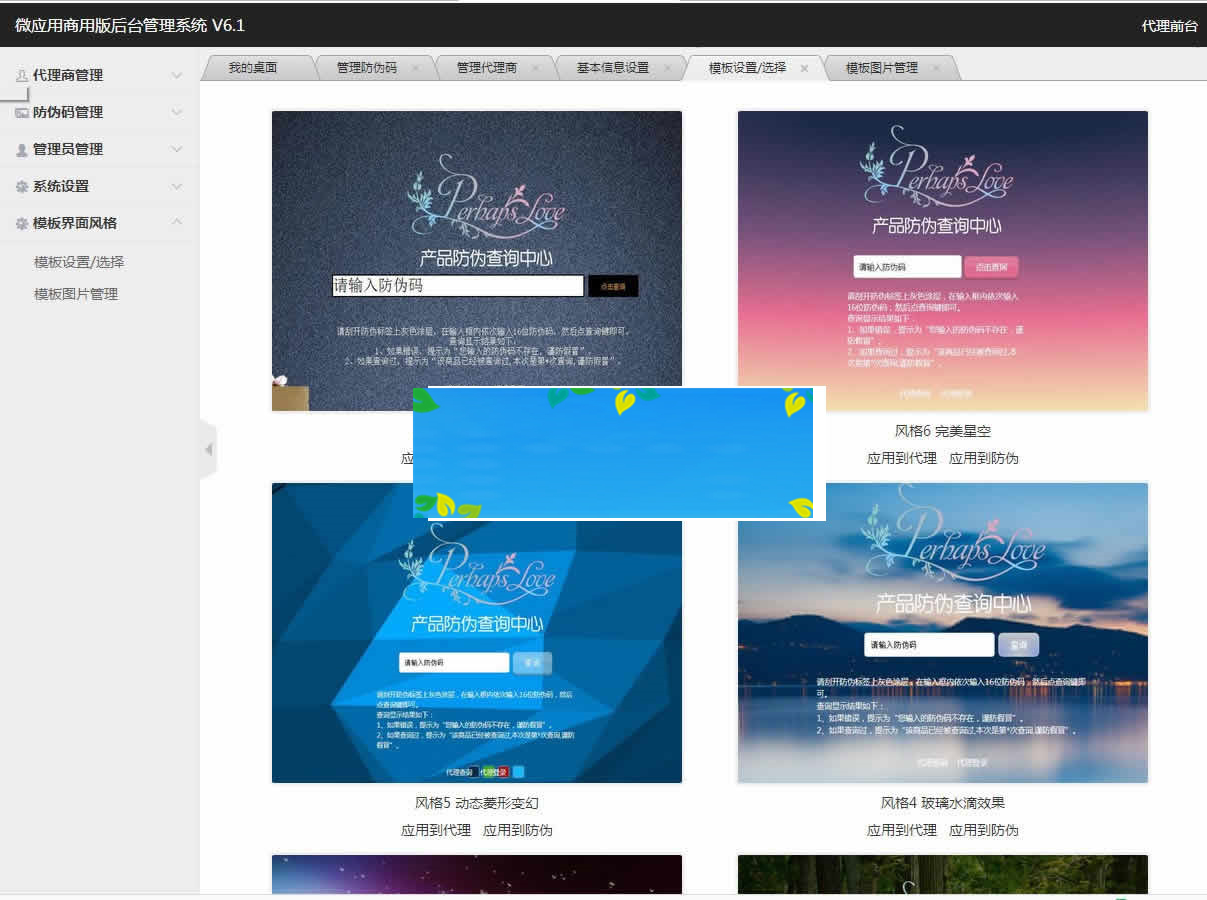 微应用商用版后台管理系统 V6.1
代理前台
我的桌面
管理防伪码
管理代理商
基本信息设置
模板设置/选择
模板图片管理
代理商管理
防伪码管理
管理员管理
系统设置
模板界面风格
模板设置/选择
模板图片管理
Perhaps Love
产品防伪查询中心
请输入防伪码
点击查询
请刮开防伪标签上灰色涂层，在输入框内依次输入16位防伪码，然后点查询键即可。
查询显示结果如下：
1、如果错误，提示为“您输入的防伪码不存在，谨防假冒”。
2、如果查询过，提示为“该商品已经被查询过,本次是第*次查询,谨防假冒”。
Perhaps Love
产品防伪查询中心
请输入防伪码
点击查询
请刮开防伪标签上灰色涂层，在输入框内依次输入
16位防伪码，然后点查询键即可。
查询显示结果如下：
1、如果错误，提示为“您输入的防伪码不存在，谨
防假冒”。
2、如果查询过，提示为“该商品已经被查询过,本
次是第*次查询,谨防假冒”。
代理查询 代理登录
风格6 完美星空
应
应用到代理 应用到防伪
Perhaps Love
产品防伪查询中心
请输入防伪码
查询
请刮开防伪标签上灰色涂层，在输入框内依次输入16位防伪码，然后
点查询键即可。
查询显示结果如下：
1、如果错误，提示为“您输入的防伪码不存在，谨防假冒”。
2、如果查询过，提示为“该商品已经被查询过,本次是第*次查询,谨防
假冒”。
代理查询 代理登录
Perhaps Love
产品防伪查询中心
请输入防伪码
查询
请刮开防伪标签上灰色涂层，在输入框内依次输入16位防伪码，然后点查询键即
可。
查询显示结果如下：
1、如果错误，提示为“您输入的防伪码不存在，谨防假冒”。
2、如果查询过，提示为“该商品已经被查询过,本次是第*次查询,谨防假冒”。
代理查询 代理登录
风格5 动态菱形变幻
风格4 玻璃水滴效果
应用到代理 应用到防伪
应用到代理 应用到防伪